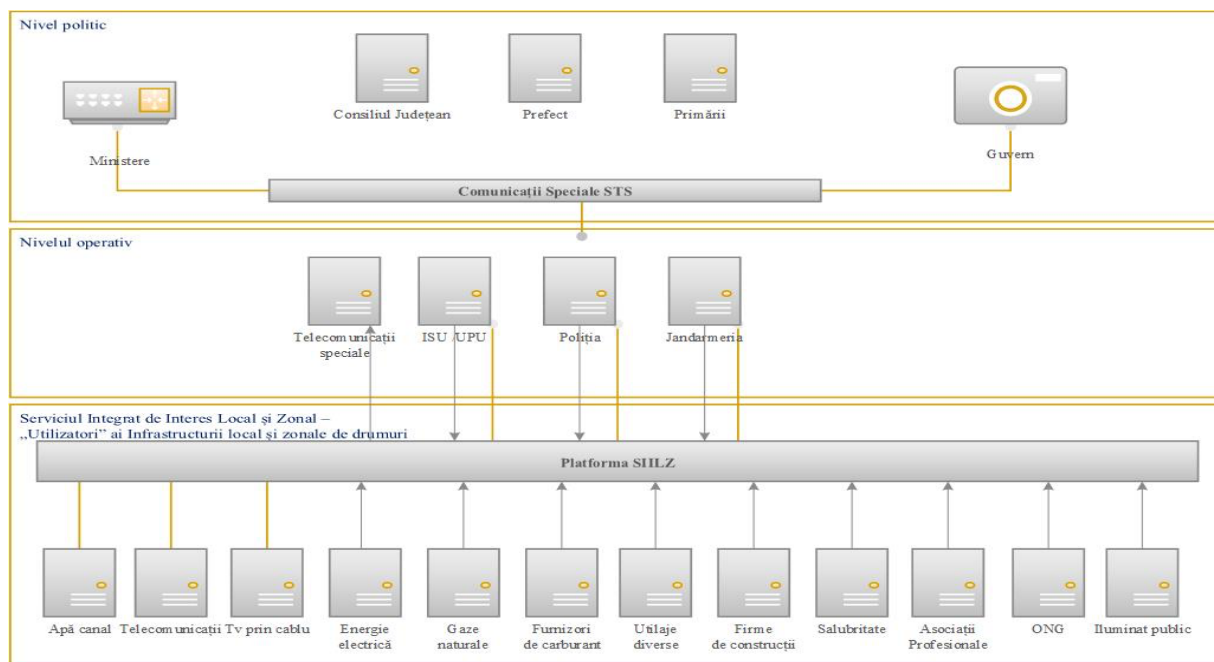 Nivel politic
Consiliul Județean
Prefect
Primării
Ministere
Guvern
Comunicații Speciale STS
Nivelul operativ
Telecomunicații
speciale
ISU /UPU
Poliția
Jandarmeria
Serviciul Integrat de Interes Local și Zonal –
„Utilizatori” ai Infrastructurii local și zonale de drumuri
Platforma SIILZ
Apă canal
Telecomunicații
Tv prin cablu
Energie
electrică
Gaze
naturale
Furnizori
de carburant
Utilaje
diverse
Firme
de construcții
Salubritate
Asociații
Profesionale
ONG
Iluminat public